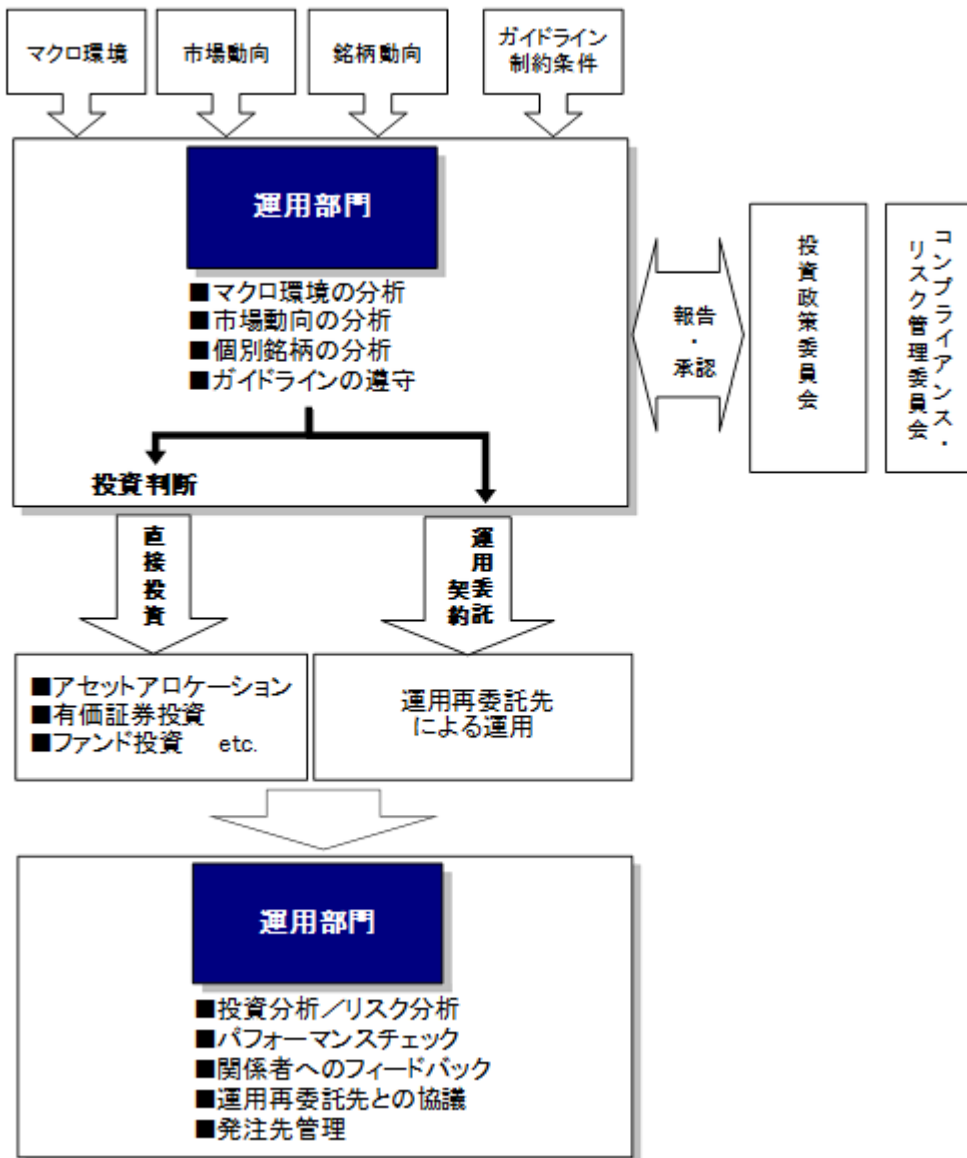 マクロ環境
市場動向
銘柄動向
ガイドライン
制約条件
運用部門
■マクロ環境の分析
■市場動向の分析
■個別銘柄の分析
■ガイドラインの遵守
投資判断
報告
・
承認
投資政策委員会
コンプライアンス・
リスク管理委員会
直接投資
運用委託
契約
■アセットアロケーション
■有価証券投資
■ファンド投資 etc.
運用再委託先
による運用
運用部門
■投資分析／リスク分析
■パフォーマンスチェック
■関係者へのフィードバック
■運用再委託先との協議
■発注先管理